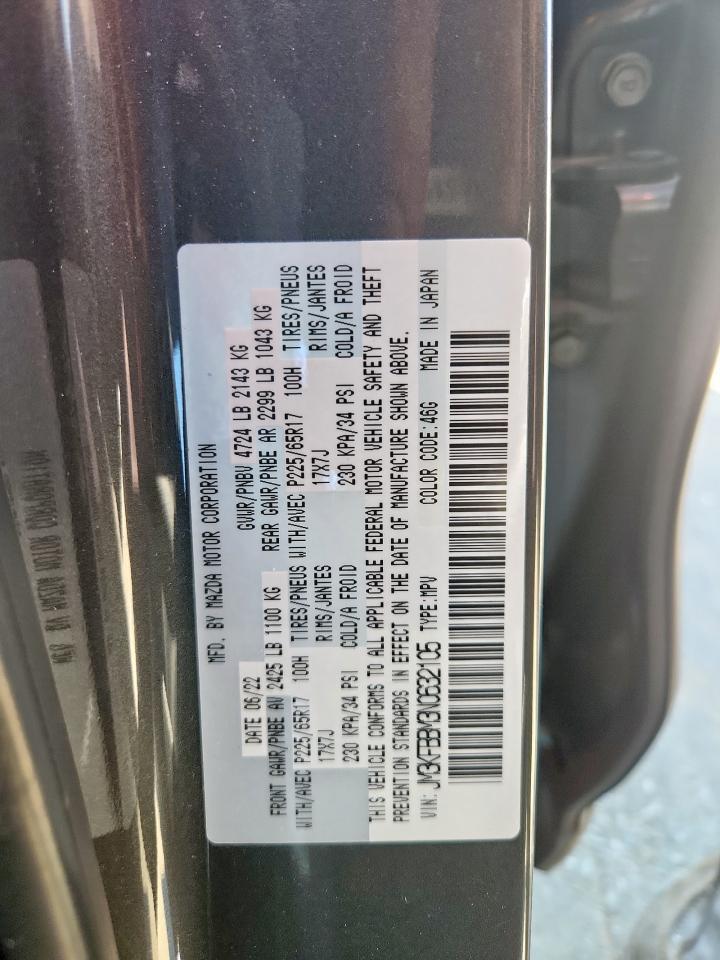 MFD. BY MAZDA MOTOR CORPORATION
DATE 06/22 GVWR/PNBV 4724 LB 2143 KG
FRONT GAWR/PNBE AV 2425 LB 1100 KG REAR GAWR/PNBE AR 2299 LB 1043 KG
WITH/AVEC P225/65R17 100H TIRES/PNEUS WITH/AVEC P225/65R17 100H TIRES/PNEUS
17X7J RIMS/JANTES 17X7J RIMS/JANTES
230 KPA/34 PSI COLD/A FROID 230 KPA/34 PSI COLD/A FROID
THIS VEHICLE CONFORMS TO ALL APPLICABLE FEDERAL MOTOR VEHICLE SAFETY AND THEFT
PREVENTION STANDARDS IN EFFECT ON THE DATE OF MANUFACTURE SHOWN ABOVE.
VIN: JM3KFBBM3N0632105 TYPE:MPV COLOR CODE:46G MADE IN JAPAN